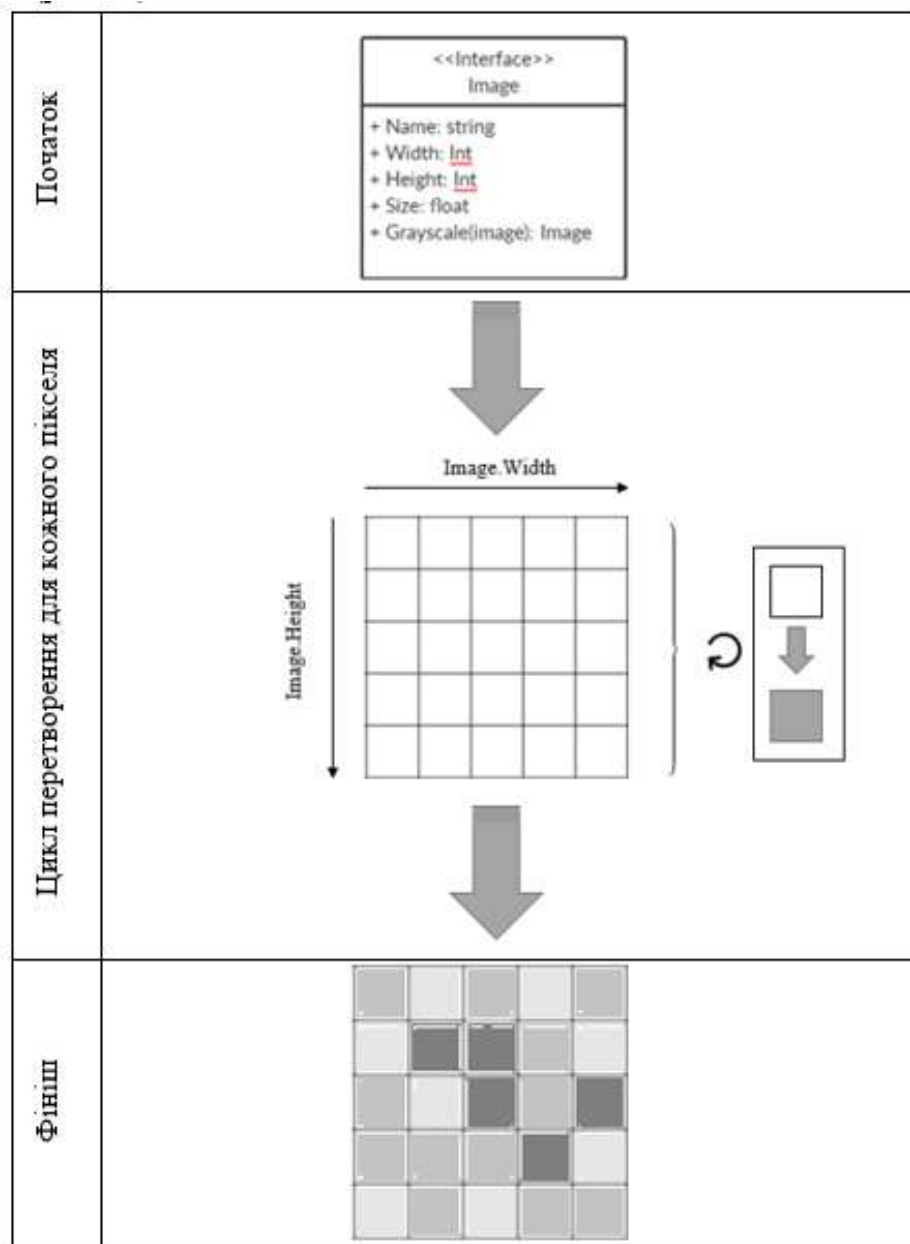 Початок
<<Interface>>
Image
+ Name: string
+ Width: Int
+ Height: Int
+ Size: float
+ Grayscale(image): Image
Цикл перетворення для кожного пікселя
Image.Width
Image.Height
Фініш